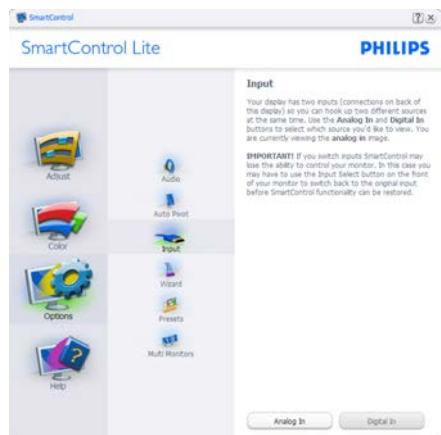 SmartControl
SmartControl Lite
PHILIPS
Adjust
Color
Options
Help
Audio
Auto Pivot
Input
Wizard
Presets
Multi Monitors
Input
Your display has two inputs (connections on back of
this display) so you can hook up two different sources
at the same time. Use the Analog In and Digital In
buttons to select which source you'd like to view. You
are currently viewing the analog in image.
IMPORTANT! If you switch inputs SmartControl may
lose the ability to control your monitor. In this case you
may have to use the Input Select button on the front
of your monitor to switch back to the original input
before SmartControl functionality can be restored.
Analog In
Digital In